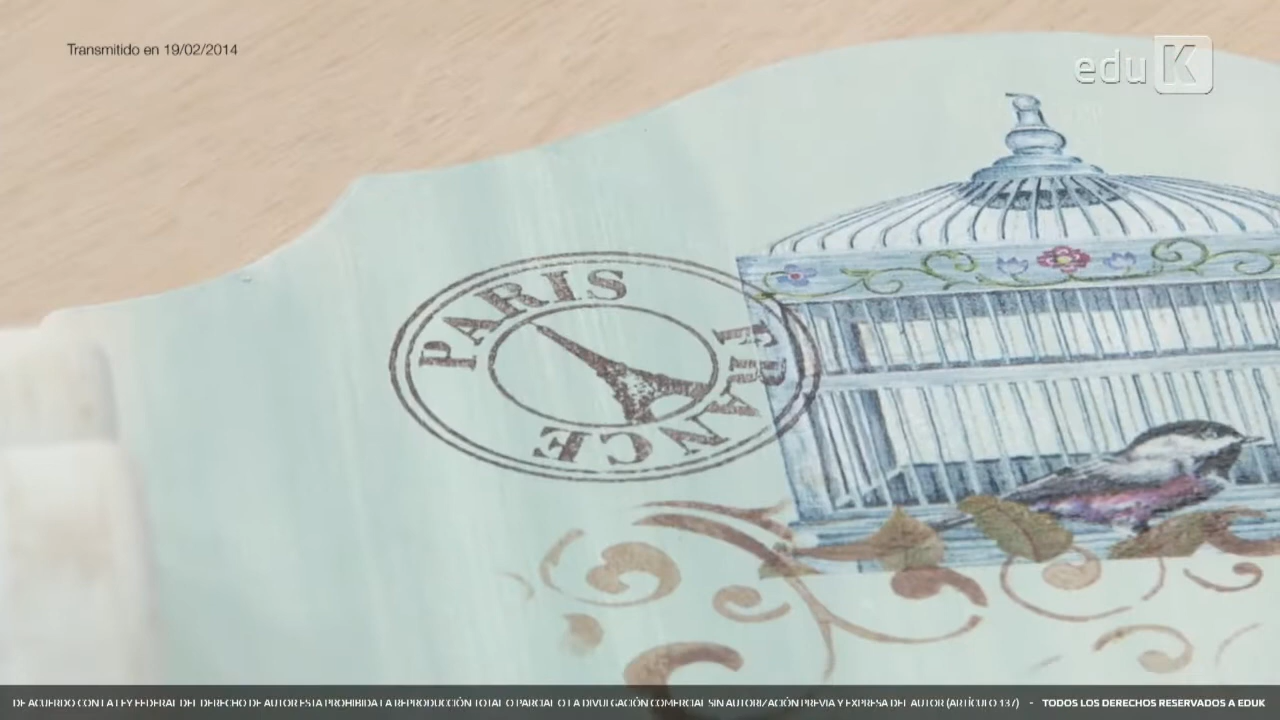 Transmitido en 19/02/2014
edu K
PARIS
FRANCE
DE ACUERDO CON LA LEY FEDERAL DEL DERECHO DE AUTOR ESTA PROHIBIDA LA REPRODUCCIÓN TOTAL O PARCIAL O LA DIVULGACIÓN COMERCIAL SIN AUTORIZACIÓN PREVIA Y EXPRESA DEL AUTOR (ARTÍCULO 137) - TODOS LOS DERECHOS RESERVADOS A EDUK